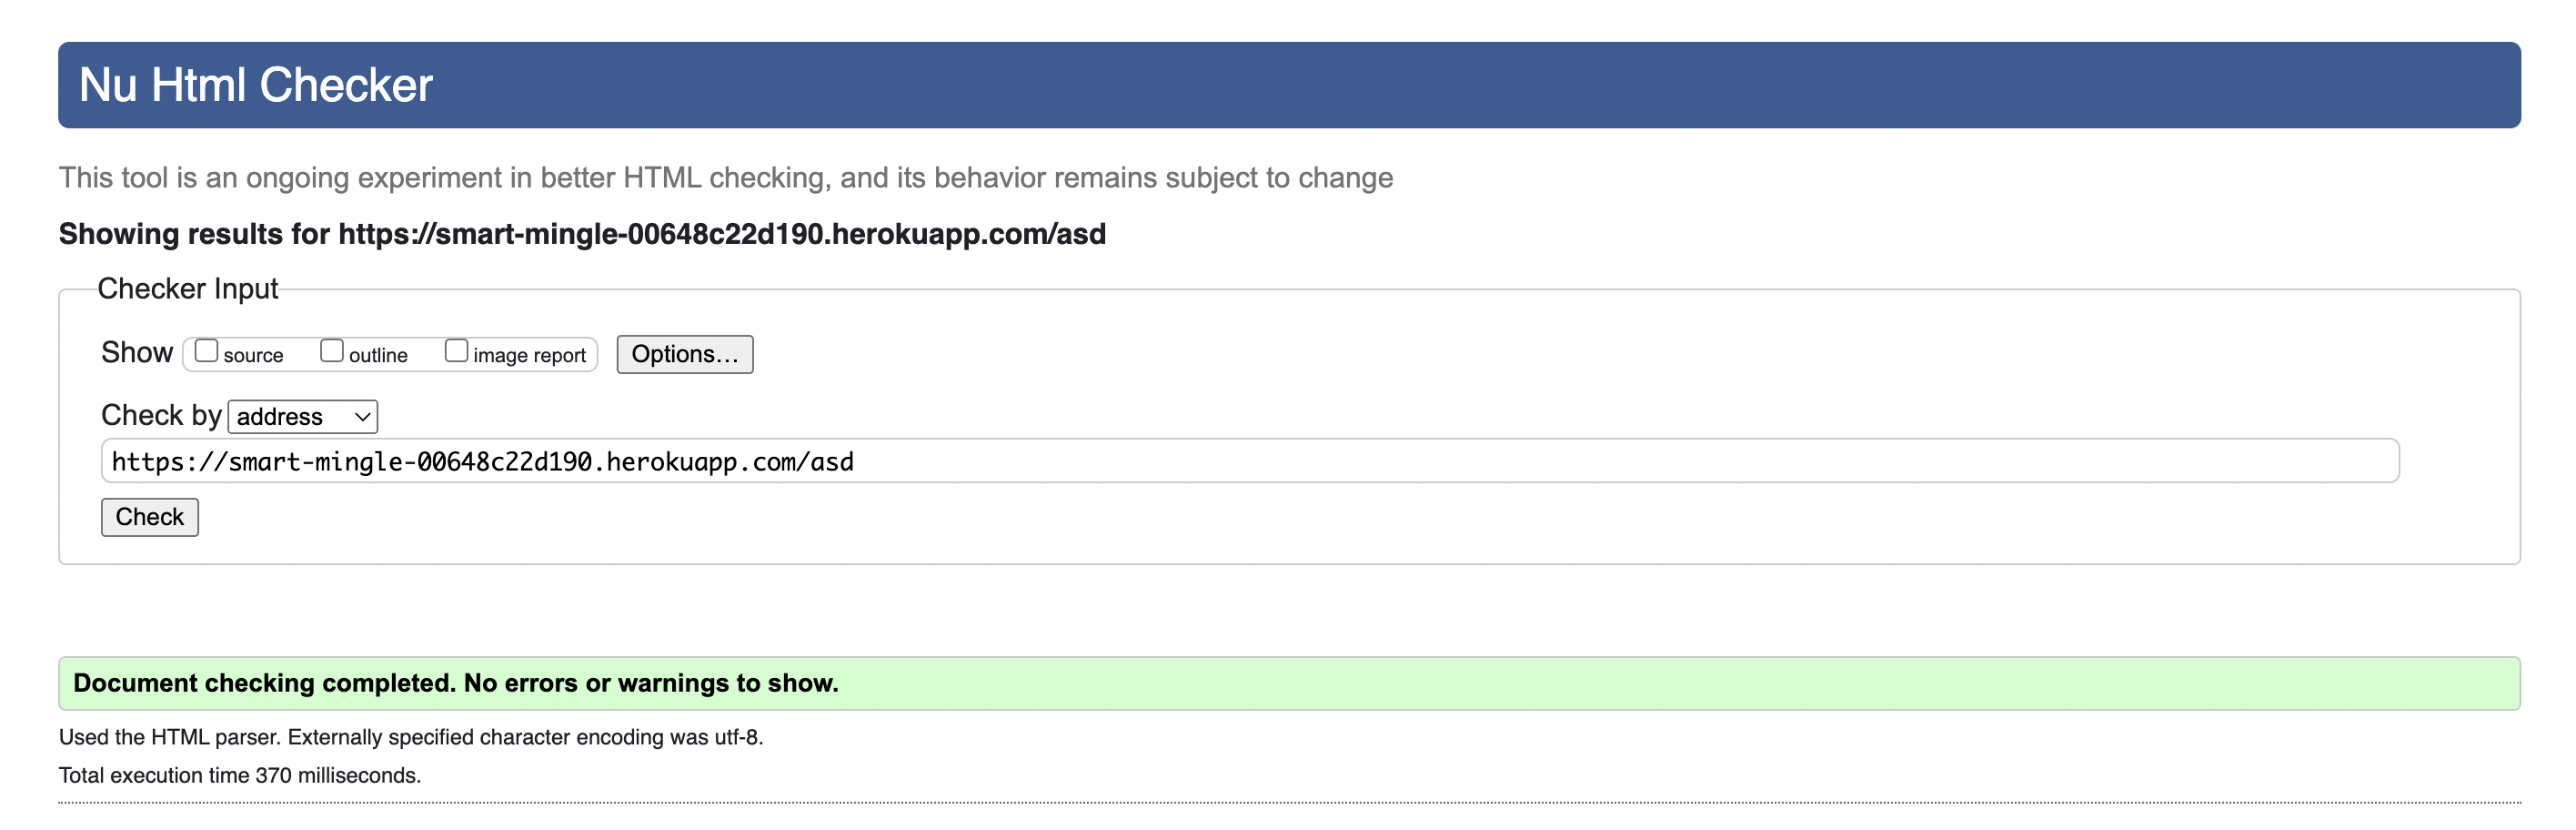 Nu Html Checker
This tool is an ongoing experiment in better HTML checking, and its behavior remains subject to change
Showing results for https://smart-mingle-00648c22d190.herokuapp.com/asd
Checker Input
Show source outline image report Options...
Check by address
https://smart-mingle-00648c22d190.herokuapp.com/asd
Check
Document checking completed. No errors or warnings to show.
Used the HTML parser. Externally specified character encoding was utf-8.
Total execution time 370 milliseconds.